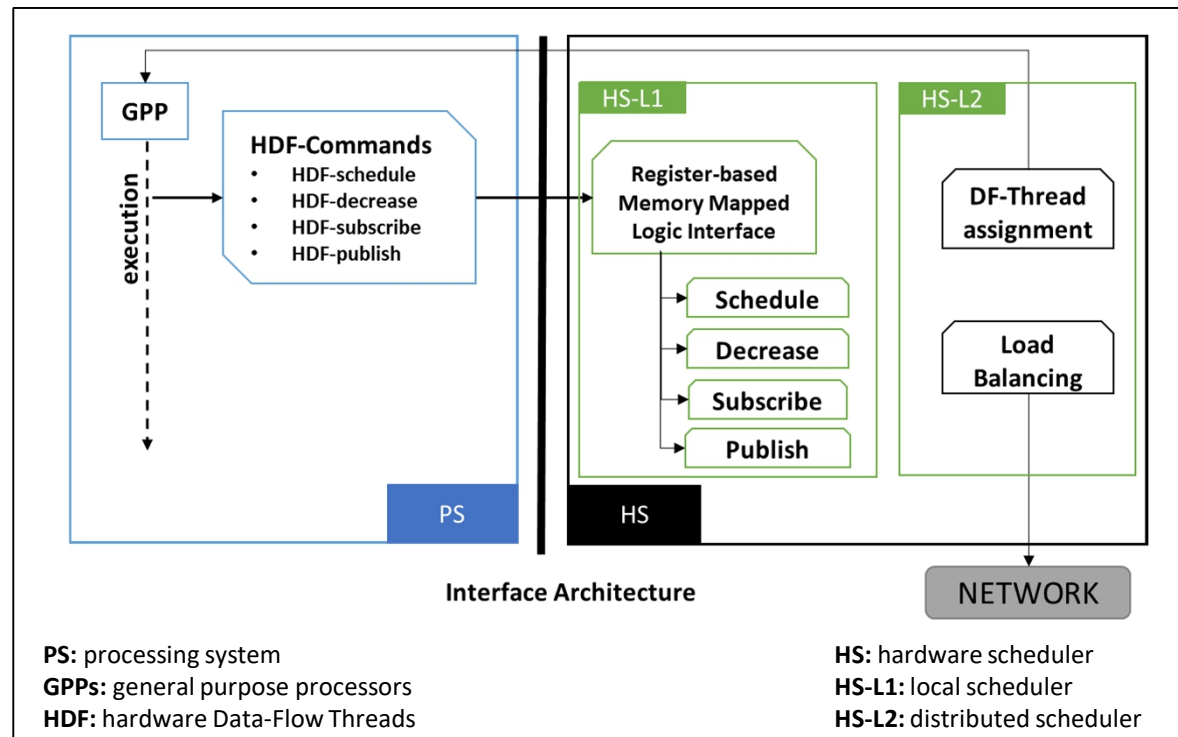 GPP
execution
HDF-Commands
• HDF-schedule
• HDF-decrease
• HDF-subscribe
• HDF-publish
PS
HS-L1
Register-based
Memory Mapped
Logic Interface
Schedule
Decrease
Subscribe
Publish
HS-L2
DF-Thread
assignment
Load
Balancing
HS
Interface Architecture
NETWORK
PS: processing system
GPPs: general purpose processors
HDF: hardware Data-Flow Threads
HS: hardware scheduler
HS-L1: local scheduler
HS-L2: distributed scheduler